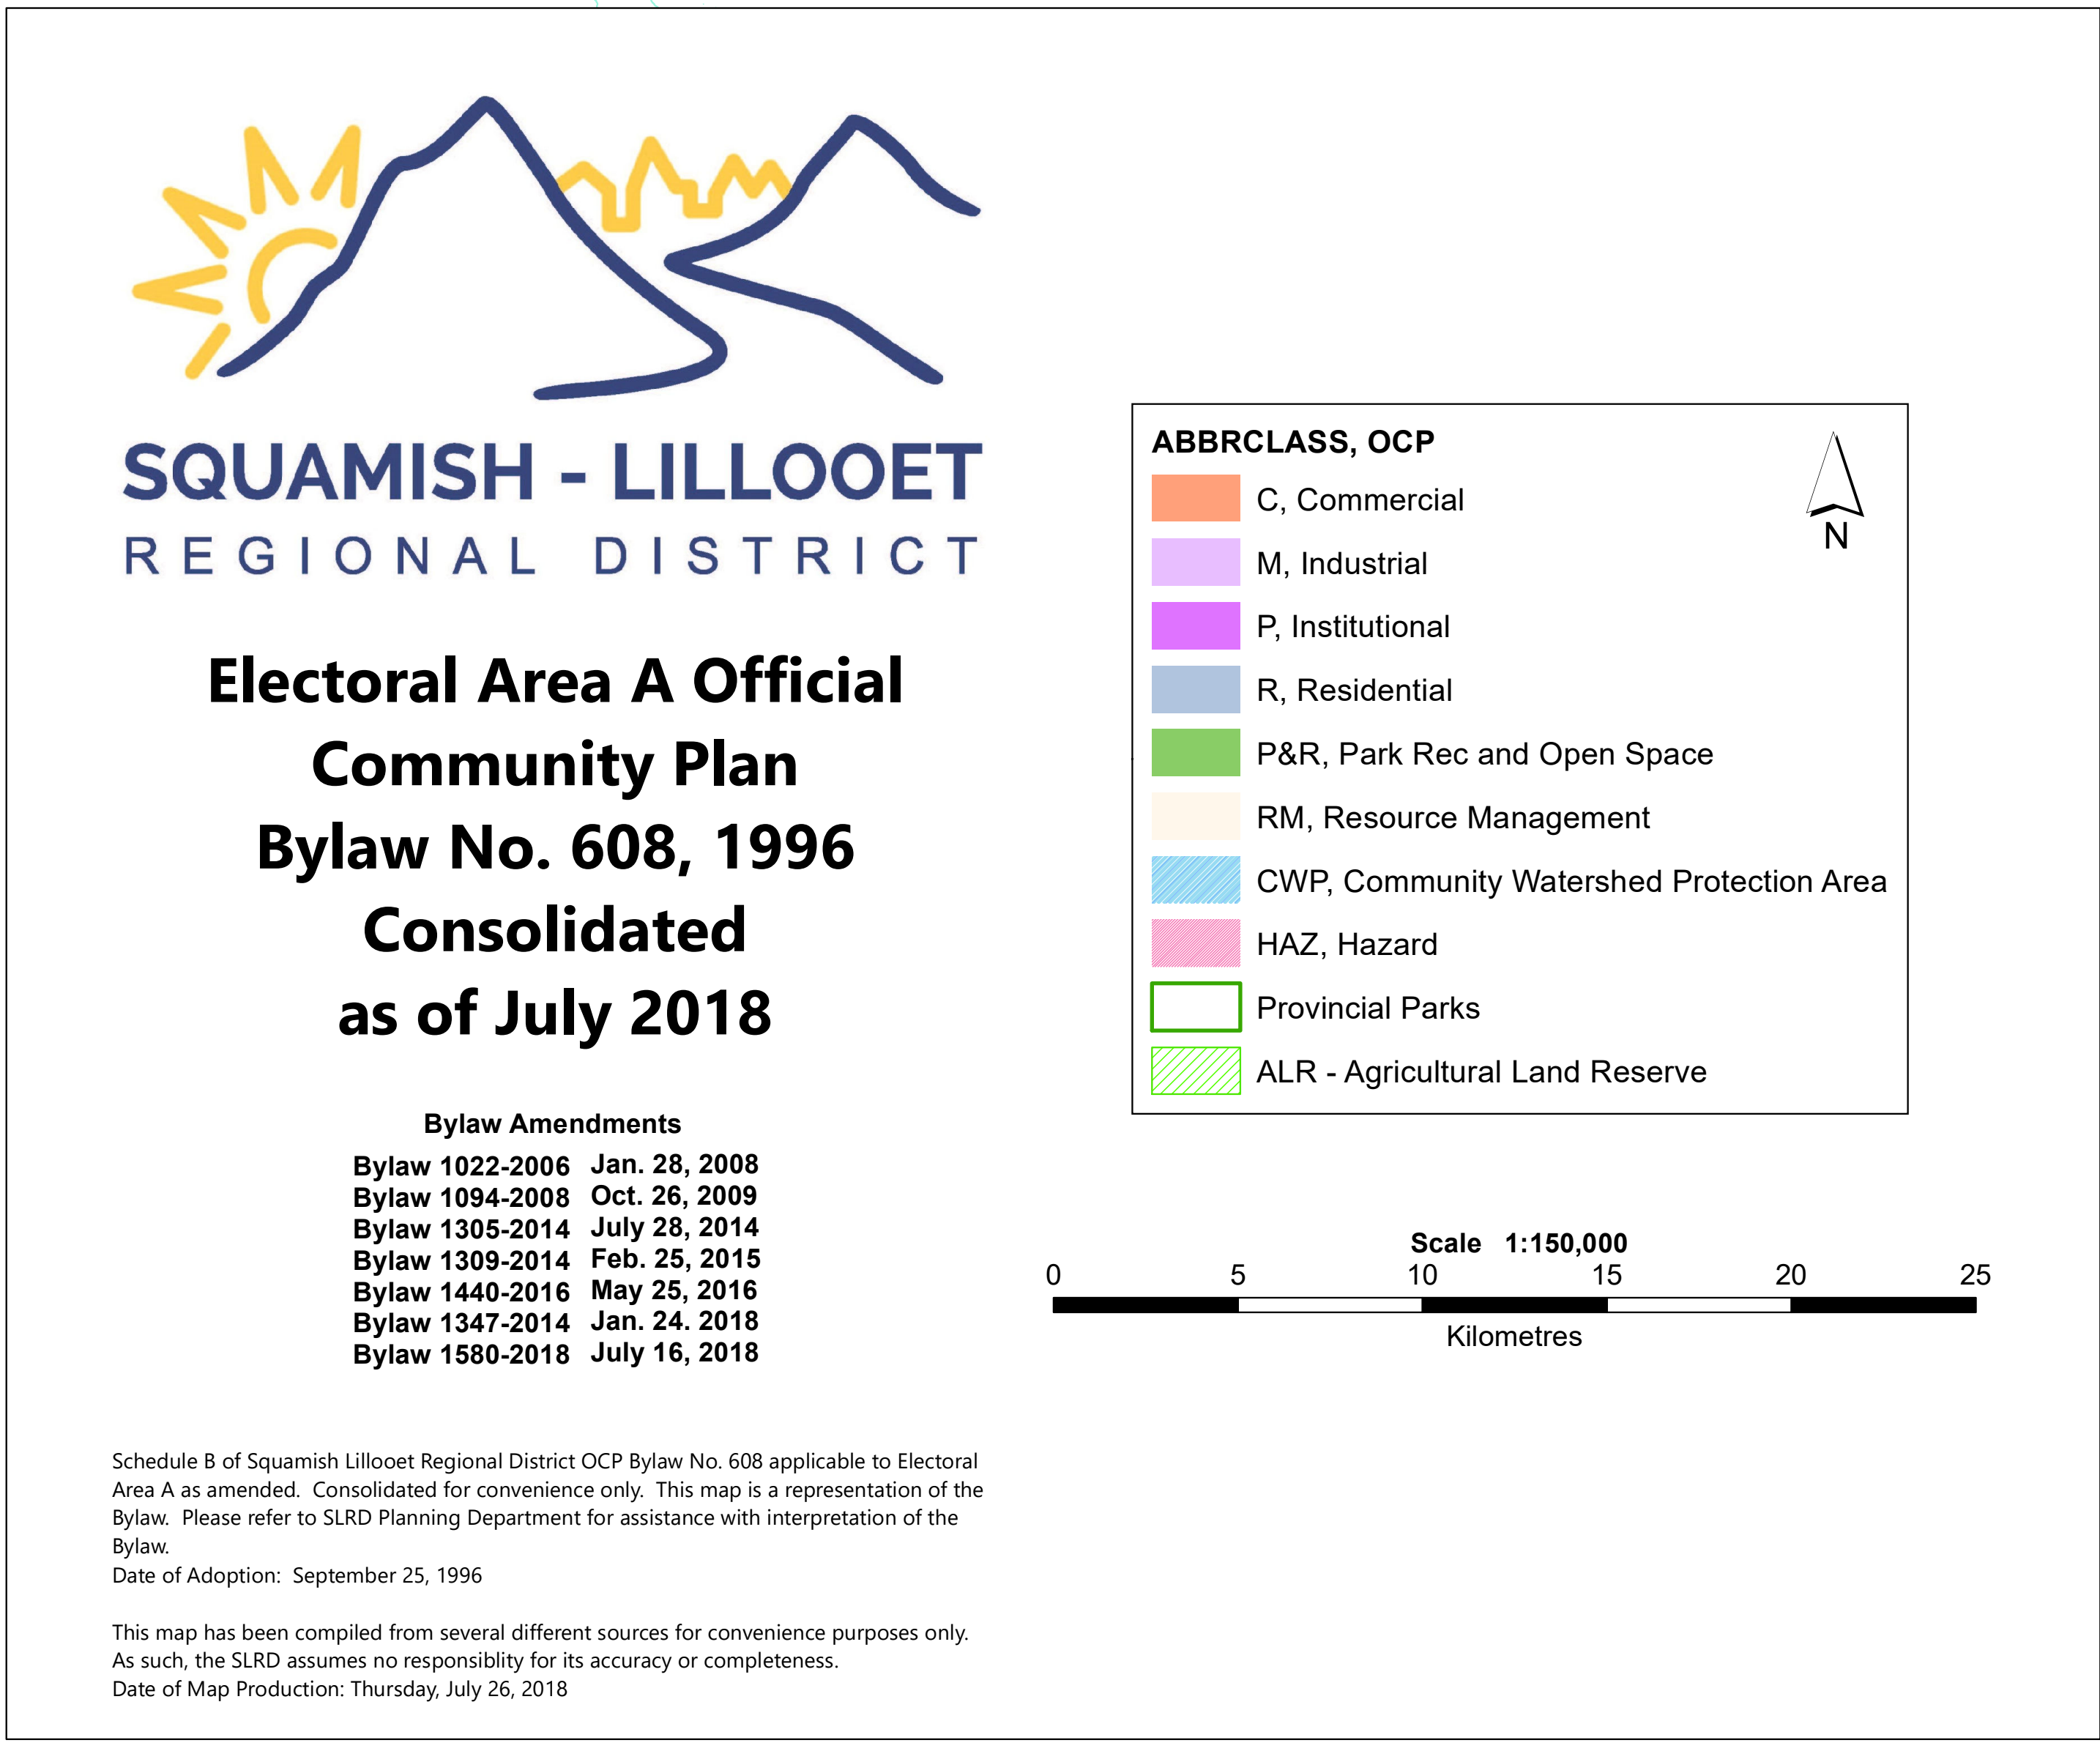 SQUAMISH - LILLOOET
REGIONAL DISTRICT
Electoral Area A Official
Community Plan
Bylaw No. 608, 1996
Consolidated
as of July 2018
Bylaw Amendments
Bylaw 1022-2006 Jan. 28, 2008
Bylaw 1094-2008 Oct. 26, 2009
Bylaw 1305-2014 July 28, 2014
Bylaw 1309-2014 Feb. 25, 2015
Bylaw 1440-2016 May 25, 2016
Bylaw 1347-2014 Jan. 24. 2018
Bylaw 1580-2018 July 16, 2018
Schedule B of Squamish Lillooet Regional District OCP Bylaw No. 608 applicable to Electoral
Area A as amended.  Consolidated for convenience only.  This map is a representation of the
Bylaw.  Please refer to SLRD Planning Department for assistance with interpretation of the
Bylaw.
Date of Adoption:  September 25, 1996
This map has been compiled from several different sources for convenience purposes only.
As such, the SLRD assumes no responsiblity for its accuracy or completeness.
Date of Map Production: Thursday, July 26, 2018
ABBRCLASS, OCP
C, Commercial
M, Industrial
P, Institutional
R, Residential
P&R, Park Rec and Open Space
RM, Resource Management
CWP, Community Watershed Protection Area
HAZ, Hazard
Provincial Parks
ALR - Agricultural Land Reserve
N
Scale 1:150,000
0 5 10 15 20 25
Kilometres